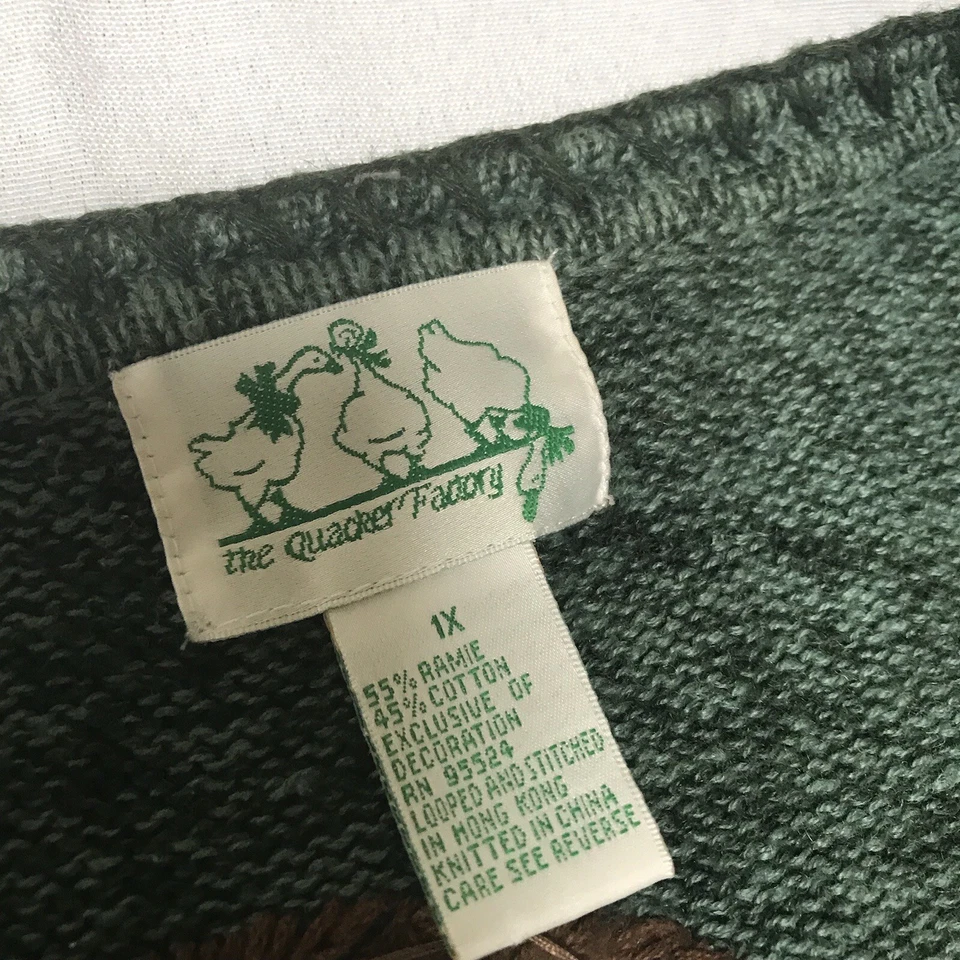 the Quacker Factory
1X
55% RAMIE
45% COTTON
EXCLUSIVE OF
DECORATION
RN 95524
LOOPED AND STITCHED
IN HONG KONG
KNITTED IN CHINA
CARE SEE REVERSE